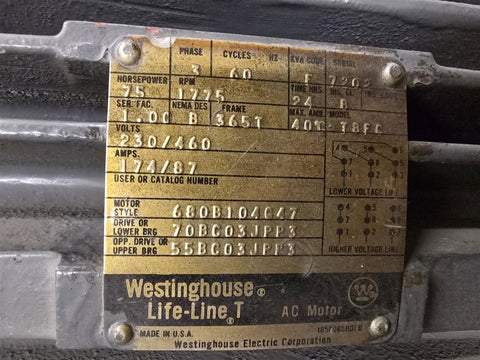 PHASE CYCLES HZ KVA CODE SERIAL
3 60 F 7202
HORSEPOWER RPM TIME HRS. INS. CL.
75 1775 24 B
SER. FAC. NEMA DES FRAME MAX. AMB MODEL
1.00 B 365T 40°C TBFC
VOLTS
230/460
AMPS.
174/87
USER OR CATALOG NUMBER
LOWER VOLTAGE
MOTOR STYLE 680B104G47
DRIVE OR LOWER BRG 70BC03JPP3
OPP. DRIVE OR UPPER BRG 55BC03JPP3
HIGHER VOLTAGE LINE
Westinghouse®
Life-Line® T AC Motor
MADE IN U.S.A.
Westinghouse Electric Corporation